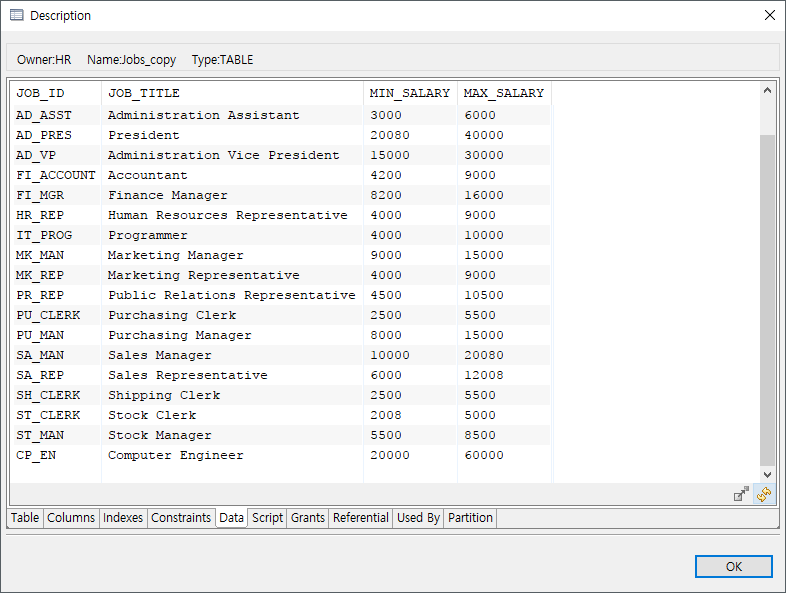 Description
Owner:HR Name:Jobs_copy Type:TABLE
JOB_ID JOB_TITLE MIN_SALARY MAX_SALARY
AD_ASST Administration Assistant 3000 6000
AD_PRES President 20080 40000
AD_VP Administration Vice President 15000 30000
FI_ACCOUNT Accountant 4200 9000
FI_MGR Finance Manager 8200 16000
HR_REP Human Resources Representative 4000 9000
IT_PROG Programmer 4000 10000
MK_MAN Marketing Manager 9000 15000
MK_REP Marketing Representative 4000 9000
PR_REP Public Relations Representative 4500 10500
PU_CLERK Purchasing Clerk 2500 5500
PU_MAN Purchasing Manager 8000 15000
SA_MAN Sales Manager 10000 20080
SA_REP Sales Representative 6000 12008
SH_CLERK Shipping Clerk 2500 5500
ST_CLERK Stock Clerk 2008 5000
ST_MAN Stock Manager 5500 8500
CP_EN Computer Engineer 20000 60000
Table Columns Indexes Constraints Data Script Grants Referential Used By Partition
OK